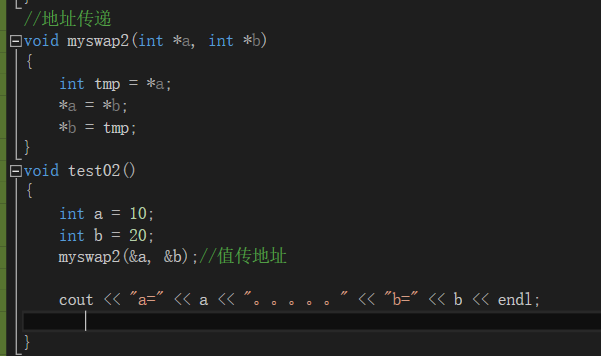 //地址传递
void myswap2(int *a, int *b)
{
int tmp = *a;
*a = *b;
*b = tmp;
}
void test02()
{
int a = 10;
int b = 20;
myswap2(&a, &b);//值传地址
cout << "a=" << a << "。。。。。" << "b=" << b << endl;
}